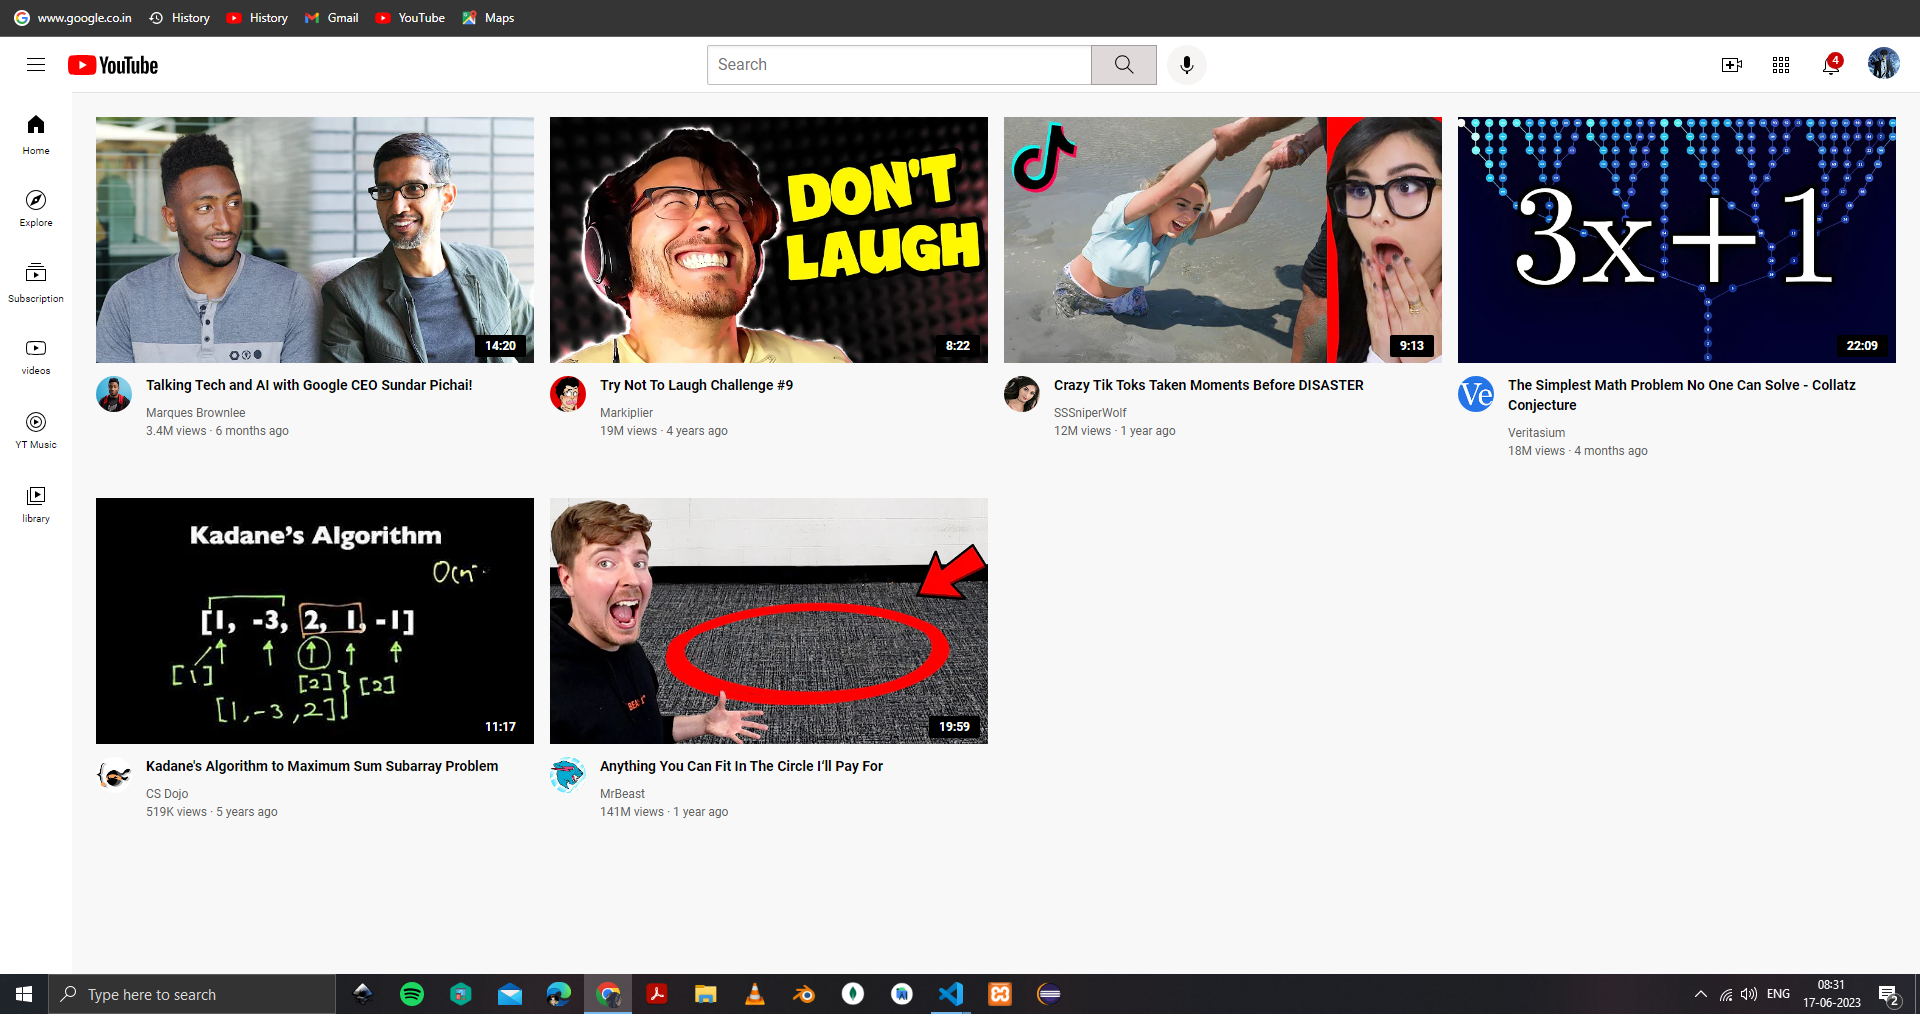 www.google.co.in History History Gmail YouTube Maps
YouTube
Search
4
Home
Explore
Subscription
videos
YT Music
library
14:20
Talking Tech and AI with Google CEO Sundar Pichai!
Marques Brownlee
3.4M views · 6 months ago
DON'T
LAUGH
8:22
Try Not To Laugh Challenge #9
Markiplier
19M views · 4 years ago
9:13
Crazy Tik Toks Taken Moments Before DISASTER
SSSniperWolf
12M views · 1 year ago
3x+1
22:09
Ve
The Simplest Math Problem No One Can Solve - Collatz
Conjecture
Veritasium
18M views · 4 months ago
Kadane's Algorithm
[1, -3, 2, 1, -1]
[1]
[2] [2]
[1, -3, 2]
11:17
Kadane's Algorithm to Maximum Sum Subarray Problem
CS Dojo
519K views · 5 years ago
19:59
Anything You Can Fit In The Circle I‘ll Pay For
MrBeast
141M views · 1 year ago
Type here to search
ENG
08:31
17-06-2023
2